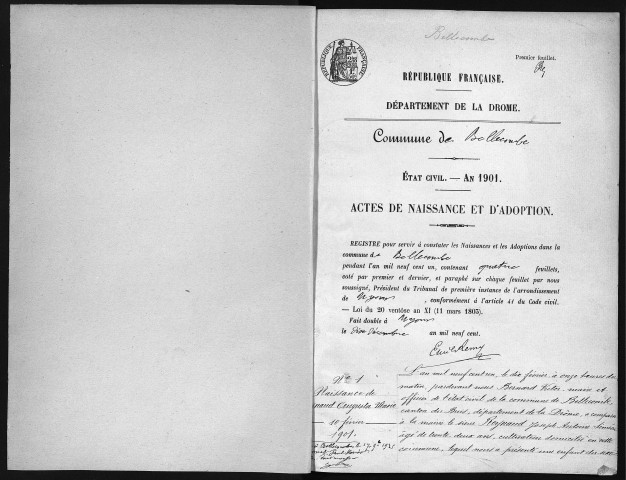 Bellecombe
Premier feuillet.
RÉPUBLIQUE FRANÇAISE.
RÉPUBLIQUE FRANÇAISE.
DÉPARTEMENT DE LA DROME.
Commune de Bellecombe
ÉTAT CIVIL. — AN 1901.
ACTES DE NAISSANCE ET D'ADOPTION.
REGISTRE pour servir à constater les Naissances et les Adoptions dans la
commune de Bellecombe
pendant l'an mil neuf cent un, contenant quatre feuillets,
coté par premier et dernier, et paraphé sur chaque feuillet par nous
soussigné, Président du Tribunal de première instance de l'arrondissement
de Nyons, conformément à l'article 41 du Code civil.
— Loi du 20 ventôse an XI (11 mars 1803).
Fait double à Nyons
le Décembre an mil neuf cent.
N° 1
Naissance de
Augusta Marie
10 février
1901.
L'an mil neuf cent un, le dix février à onze heures du
matin, pardevant nous Bernard Victor, maire et
officier de l'état civil de la commune de Bellecombe,
canton du Buis, département de la Drôme, a comparu
à la mairie le sieur Reynaud Joseph Antoine
âgé de trente deux ans, cultivateur domicilié en cette
commune, lequel nous a présenté une enfant du sexe